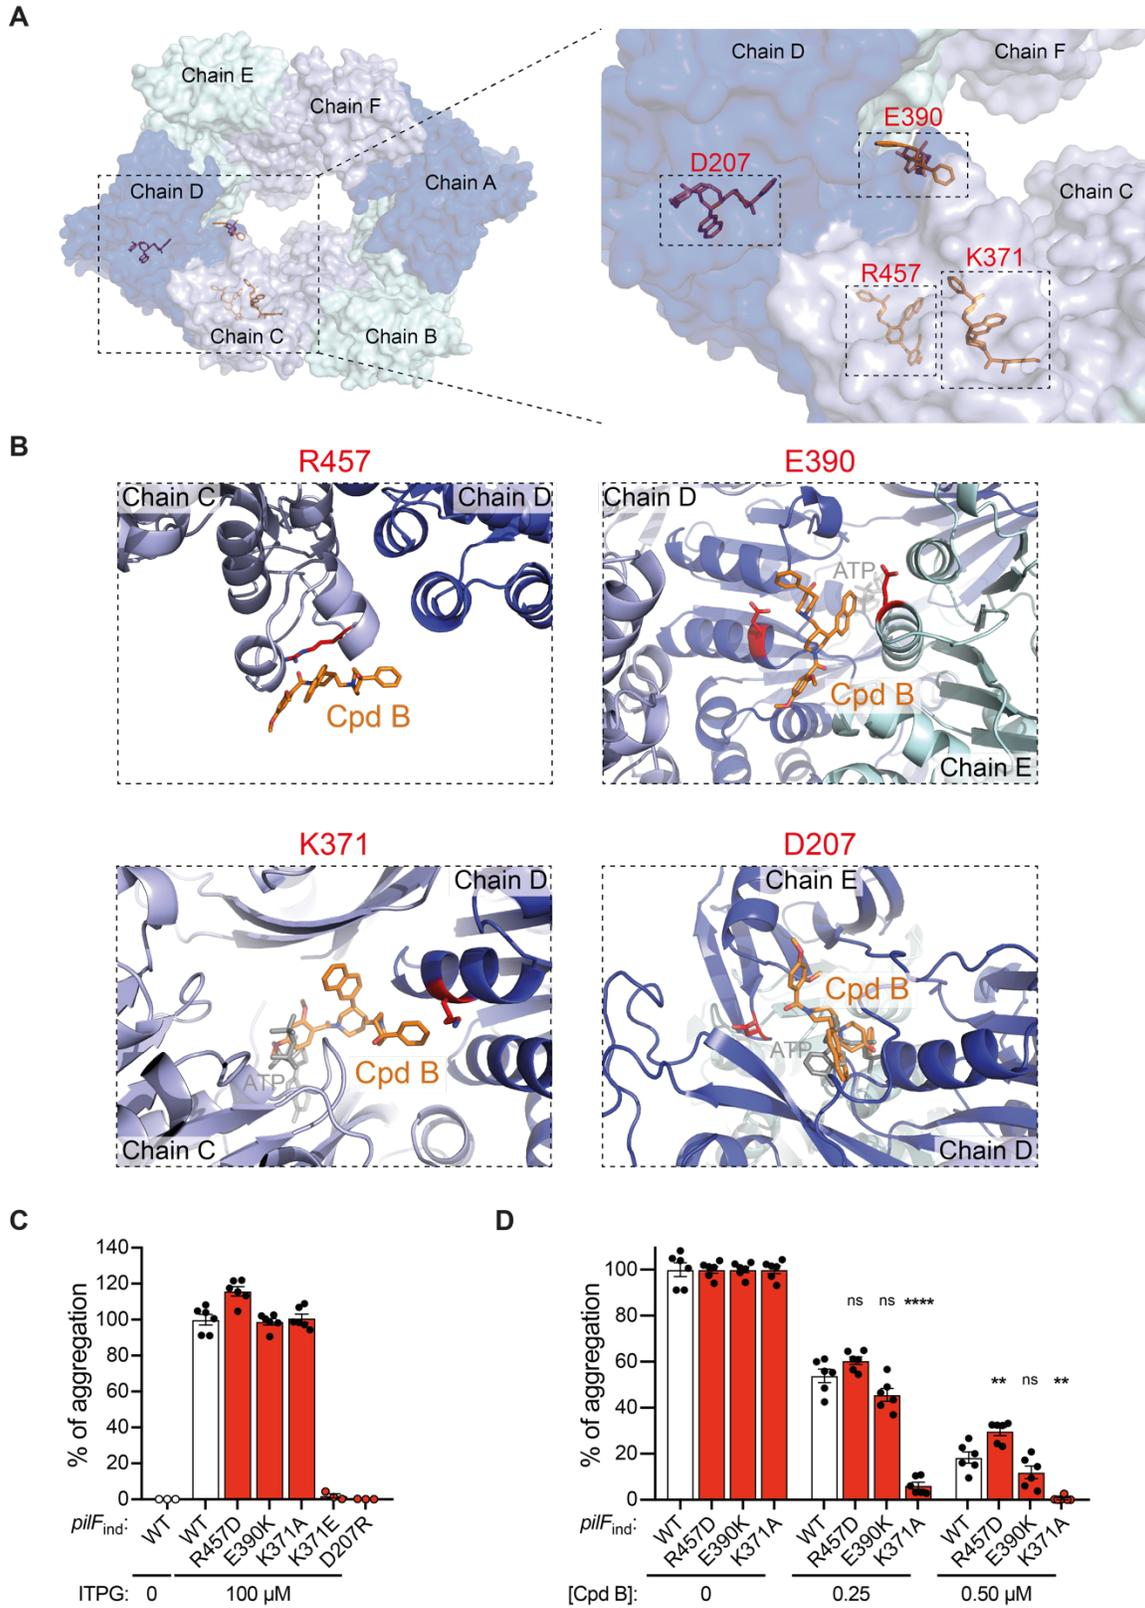 A
Chain E
Chain F
Chain D
Chain A
Chain C
Chain B
Chain D
Chain F
E390
D207
Chain C
R457
K371
B
R457
E390
Chain C
Chain D
Chain D
ATP
Cpd B
Cpd B
Chain E
K371
D207
Chain D
Chain E
Cpd B
ATP
ATP
Cpd B
Chain C
Chain D
C
% of aggregation
140
120
100
80
60
40
20
0
pilFind:
WT
WT
R457D
E390K
K371A
K371E
D207R
ITPG:
0
100 µM
D
% of aggregation
100
80
60
40
20
0
ns
ns
****
**
ns
**
pilFind:
WT
R457D
E390K
K371A
WT
R457D
E390K
K371A
WT
R457D
E390K
K371A
[Cpd B]:
0
0.25
0.50 µM